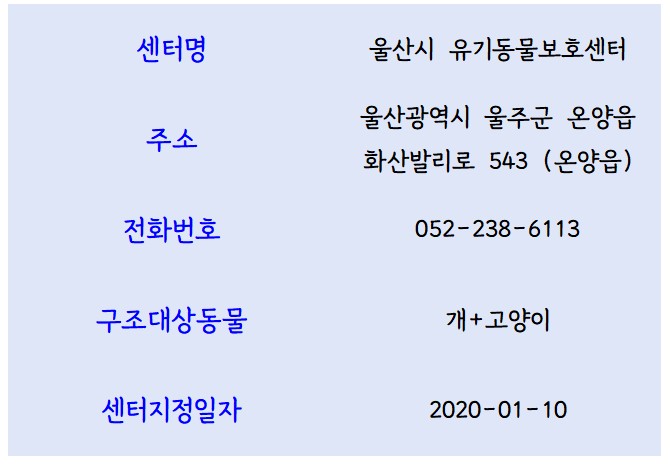 센터명
울산시 유기동물보호센터
주소
울산광역시 울주군 온양읍
화산발리로 543 (온양읍)
전화번호
052-238-6113
구조대상동물
개+고양이
센터지정일자
2020-01-10